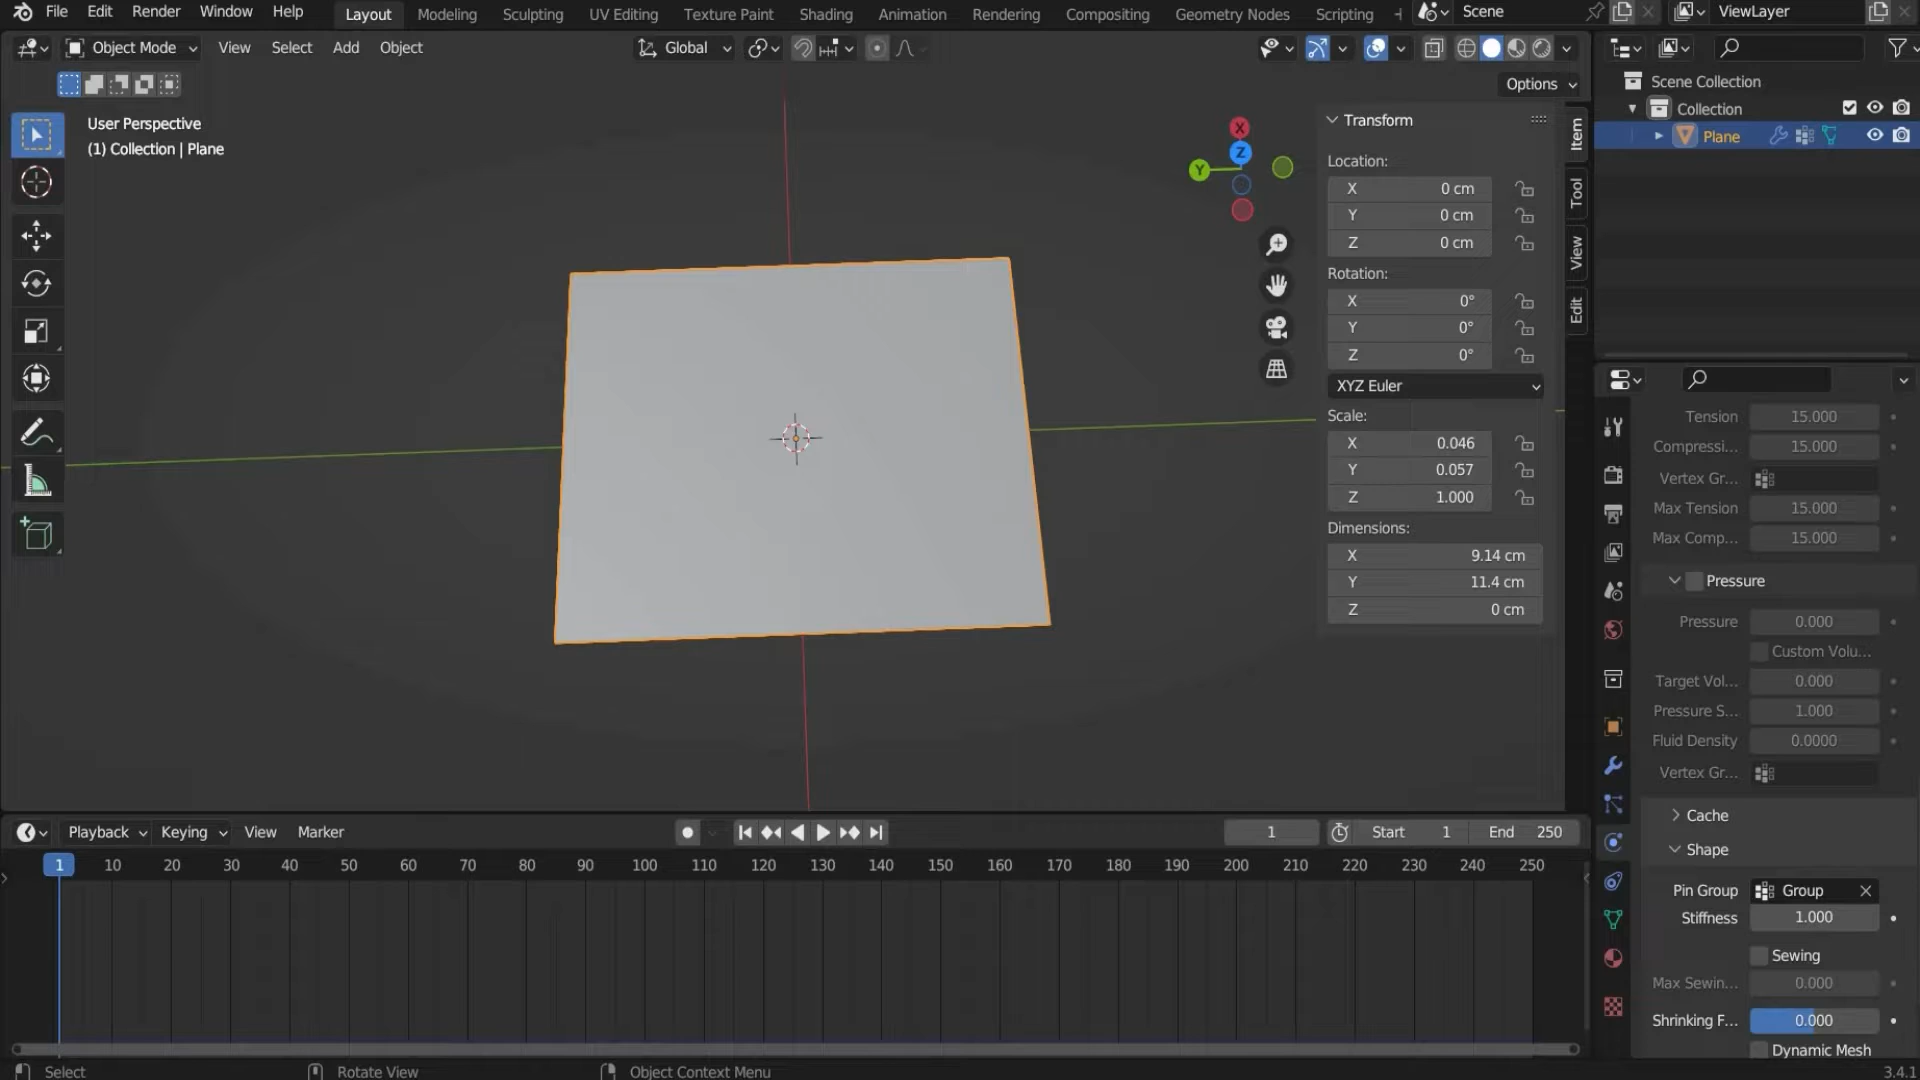 File Edit Render Window Help Layout Modeling Sculpting UV Editing Texture Paint Shading Animation Rendering Compositing Geometry Nodes Scripting Scene ViewLayer
Object Mode View Select Add Object Global
Options
User Perspective
(1) Collection | Plane
X
Z
Y
Transform
Location:
X 0 cm
Y 0 cm
Z 0 cm
Rotation:
X 0°
Y 0°
Z 0°
XYZ Euler
Scale:
X 0.046
Y 0.057
Z 1.000
Dimensions:
X 9.14 cm
Y 11.4 cm
Z 0 cm
Item
Tool
View
Edit
Scene Collection
Collection
Plane
Tension 15.000
Compressi... 15.000
Vertex Gr...
Max Tension 15.000
Max Comp... 15.000
Pressure
Pressure 0.000
Custom Volu...
Target Vol... 0.000
Pressure S... 1.000
Fluid Density 0.0000
Vertex Gr...
Cache
Shape
Pin Group Group
Stiffness 1.000
Sewing
Max Sewin... 0.000
Shrinking F... 0.000
Dynamic Mesh
Playback Keying View Marker 1 Start 1 End 250
1 10 20 30 40 50 60 70 80 90 100 110 120 130 140 150 160 170 180 190 200 210 220 230 240 250
Select Rotate View Object Context Menu 3.4.1